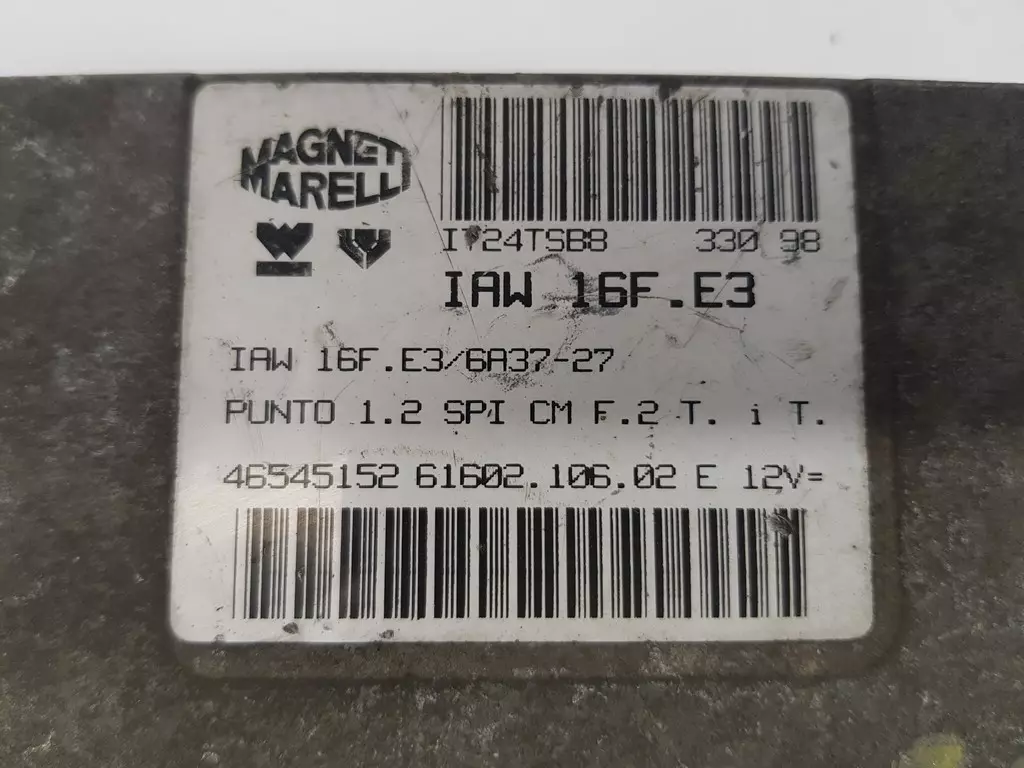 MAGNETI
MARELLI
330 98
IAW 16F.E3
IAW 16F.E3/6A37-27
PUNTO 1.2 SPI CM F.2 T. i T.
46545152 61602.106.02 E 12V=